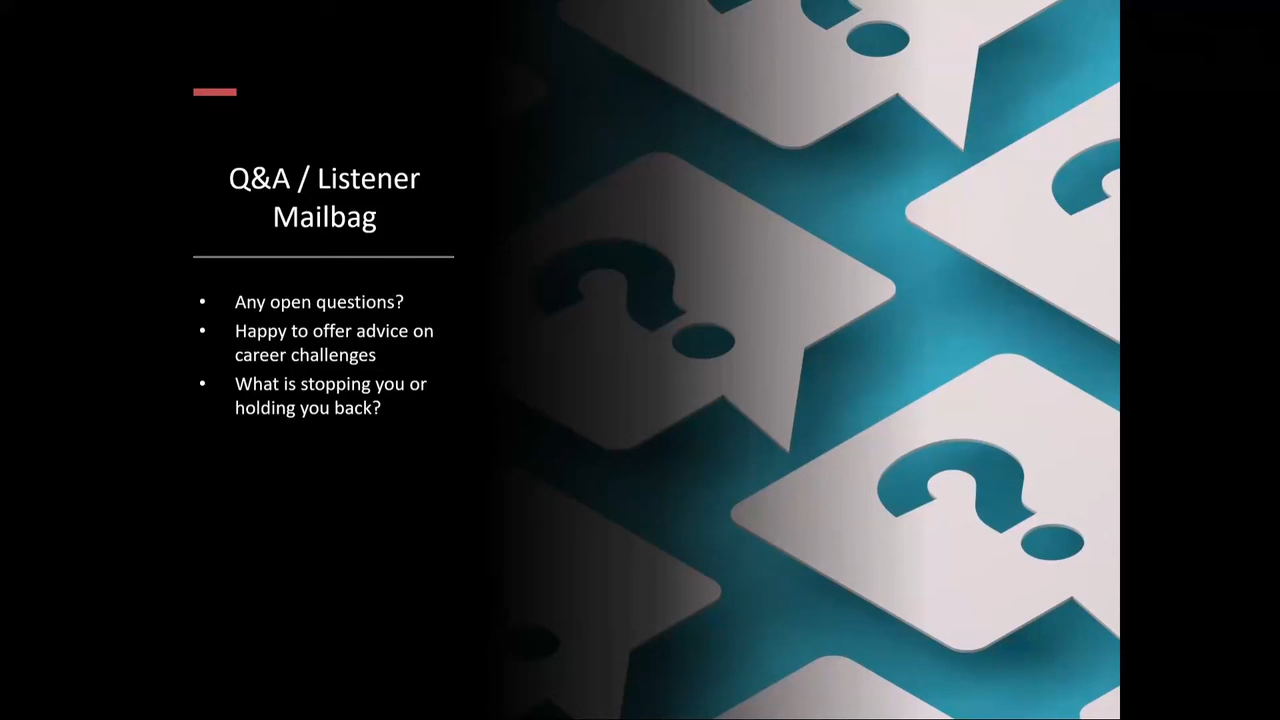 Q&A / Listener
Mailbag
• Any open questions?
• Happy to offer advice on
career challenges
• What is stopping you or
holding you back?